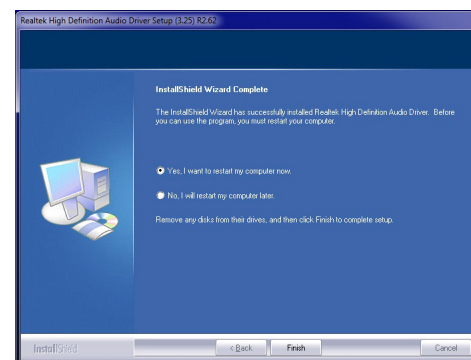 Realtek High Definition Audio Driver Setup (3.25) R2.62
InstallShield Wizard Complete
The InstallShield Wizard has successfully installed Realtek High Definition Audio Driver. Before
you can use the program, you must restart your computer.
Yes, I want to restart my computer now.
No, I will restart my computer later.
Remove any disks from their drives, and then click Finish to complete setup.
InstallShield
< Back
Finish
Cancel